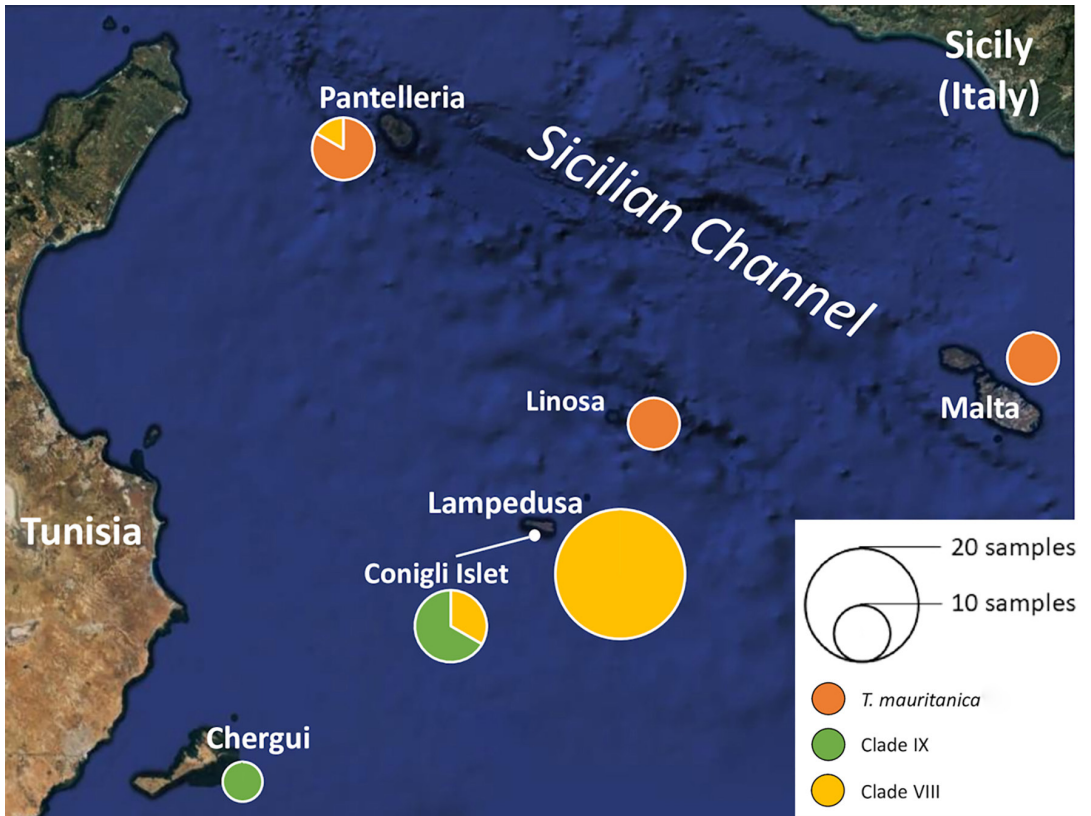 Sicily
(Italy)
Pantelleria
Sicilian Channel
Linosa
Malta
Lampedusa
Tunisia
Conigli Islet
Chergui
20 samples
10 samples
T. mauritanica
Clade IX
Clade VIII